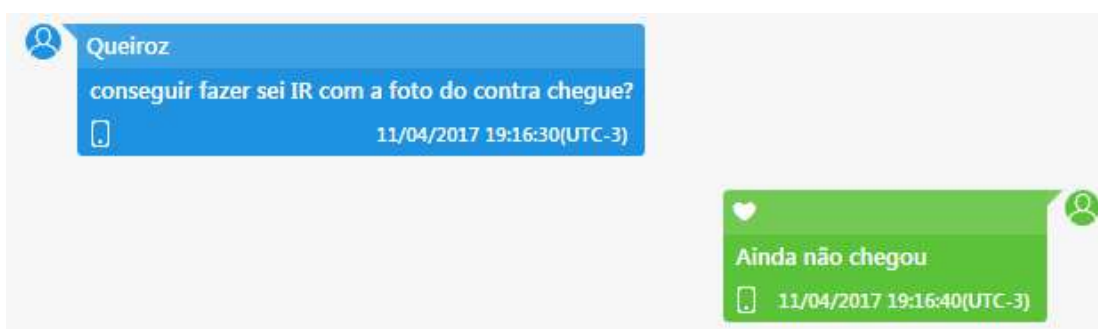 Queiroz
conseguir fazer sei IR com a foto do contra chegue?
11/04/2017 19:16:30(UTC-3)
Ainda não chegou
11/04/2017 19:16:40(UTC-3)